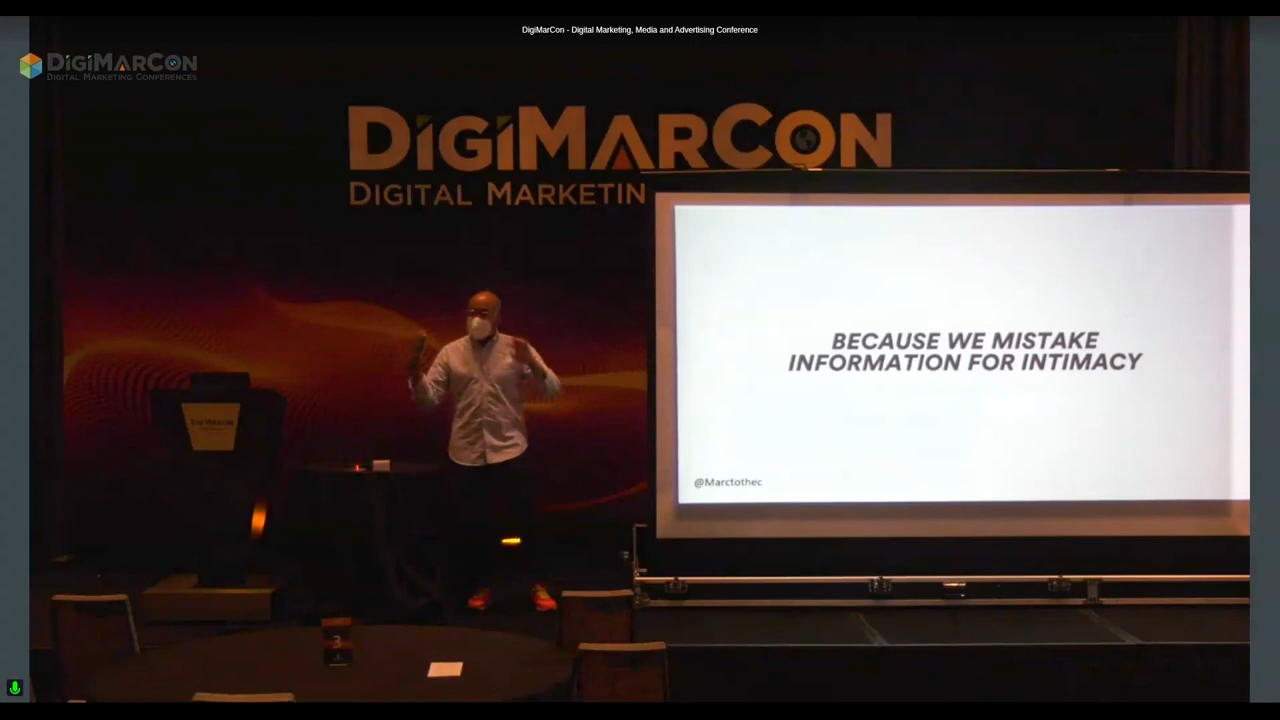 DigiMarCon - Digital Marketing, Media and Advertising Conference
DIGIMARCON
DIGITAL MARKETING CONFERENCES
DIGIMARCON
DIGITAL MARKETIN
BECAUSE WE MISTAKE
INFORMATION FOR INTIMACY
@Marctothec
3